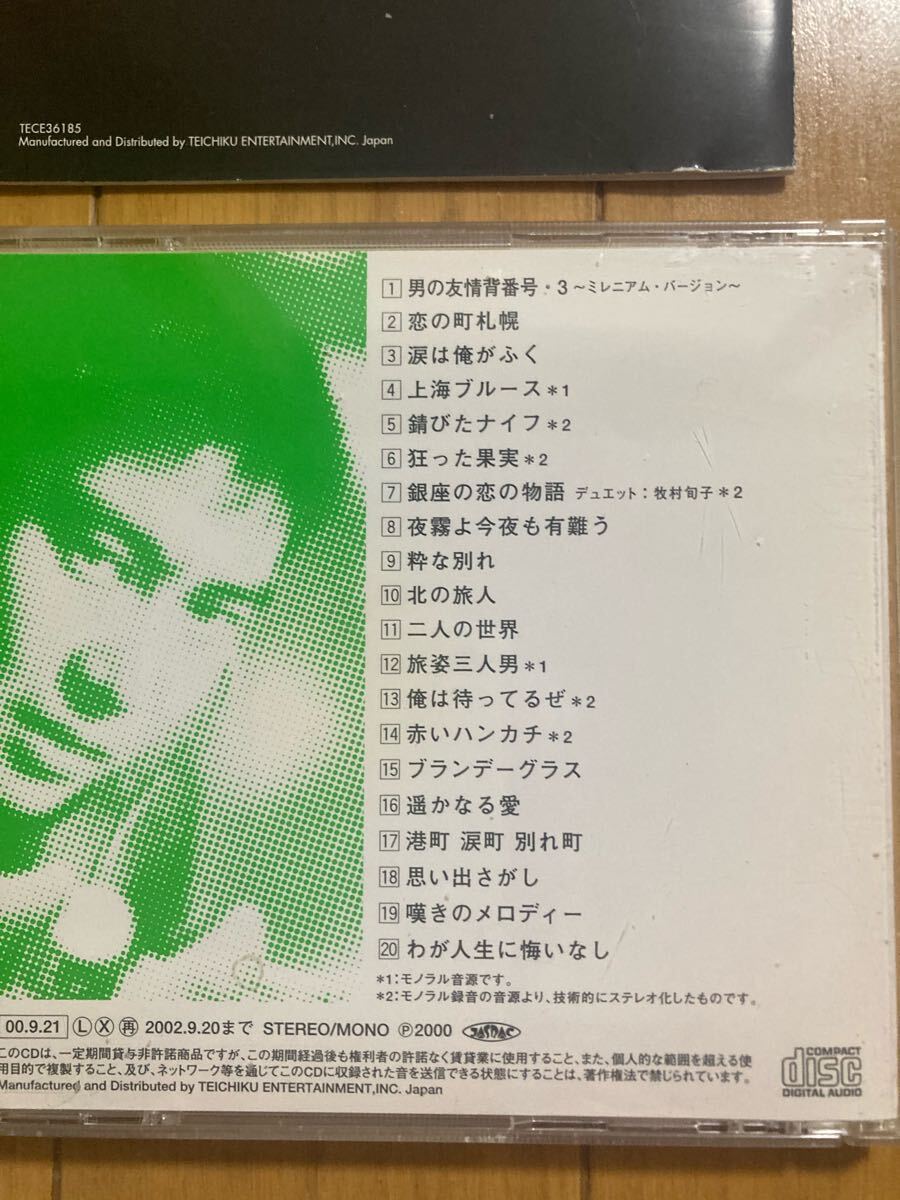 TECE36185
Manufactured and Distributed by TEICHIKU ENTERTAINMENT,INC. Japan
1 男の友情背番号・3 〜ミレニアム・バージョン〜
2 恋の町札幌
3 涙は俺がふく
4 上海ブルース＊1
5 錆びたナイフ＊2
6 狂った果実＊2
7 銀座の恋の物語 デュエット：牧村旬子＊2
8 夜霧よ今夜も有難う
9 粋な別れ
10 北の旅人
11 二人の世界
12 旅姿三人男＊1
13 俺は待ってるぜ＊2
14 赤いハンカチ＊2
15 ブランデーグラス
16 遥かなる愛
17 港町 涙町 別れ町
18 思い出さがし
19 嘆きのメロディー
20 わが人生に悔いなし
＊1：モノラル音源です。
＊2：モノラル録音の音源より、技術的にステレオ化したものです。
00.9.21 Ⓛ Ⓧ 再 2002.9.20まで STEREO/MONO Ⓟ2000 JASRAC
このCDは、一定期間貸与非許諾商品ですが、この期間経過後も権利者の許諾なく賃貸業に使用すること、また、個人的な範囲を超える使
用目的で複製すること、及び、ネットワーク等を通じてこのCDに収録された音を送信できる状態にすることは、著作権法で禁じられています。
Manufactured and Distributed by TEICHIKU ENTERTAINMENT,INC. Japan
COMPACT
disc
DIGITAL AUDIO